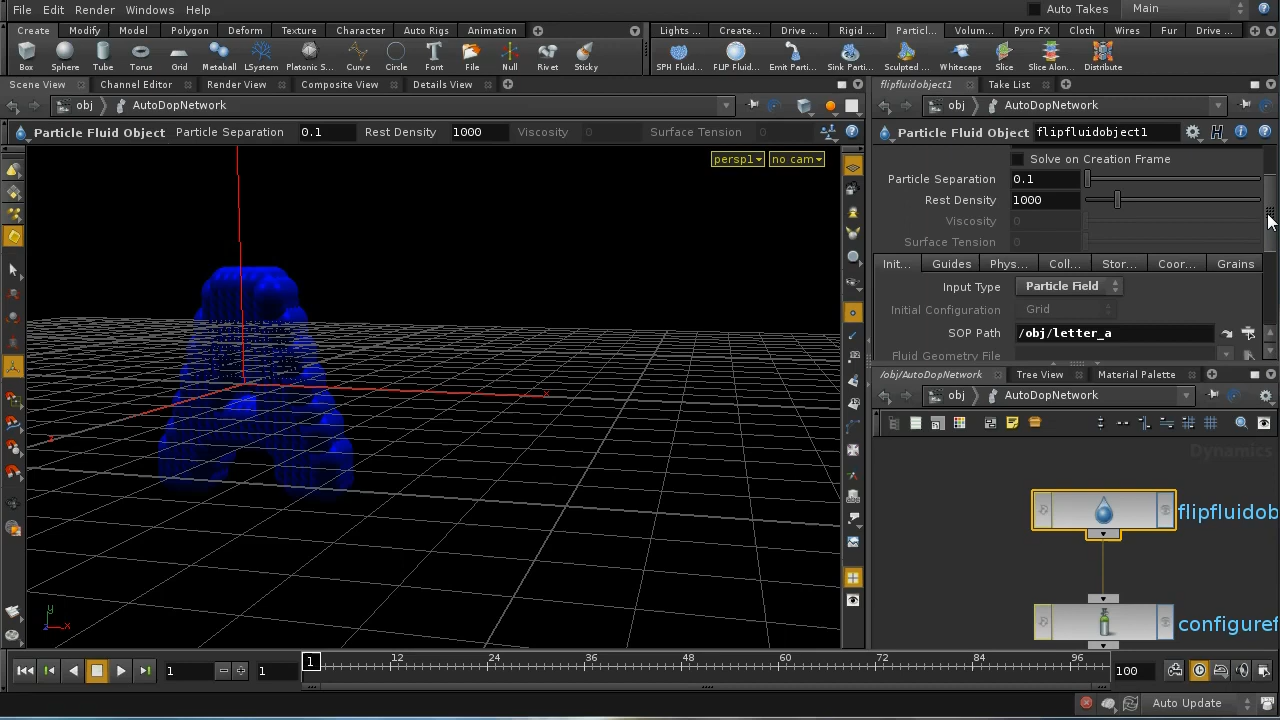 File Edit Render Windows Help Auto Takes Main
Create Modify Model Polygon Deform Texture Character Auto Rigs Animation Lights ... Create... Drive ... Rigid ... Particl... Volum... Pyro FX Cloth Wires Fur Drive ...
Box Sphere Tube Torus Grid Metaball LSystem Platonic S... Curve Circle Font File Null Rivet Sticky SPH Fluid... FLIP Fluid... Emit Parti... Sink Parti... Sculpted ... Whitecaps Slice Slice Alon... Distribute
Scene View Channel Editor Render View Composite View Details View flipfluidobject1 Take List
obj AutoDopNetwork obj AutoDopNetwork
Particle Fluid Object Particle Separation 0.1 Rest Density 1000 Viscosity 0 Surface Tension 0 Particle Fluid Object flipfluidobject1
persp1 no cam Solve on Creation Frame
Particle Separation 0.1
Rest Density 1000
Viscosity 0
Surface Tension 0
Init... Guides Phys... Coll... Stor... Coor... Grains
Input Type Particle Field
Initial Configuration Grid
SOP Path /obj/letter_a
Fluid Geometry File
/obj/AutoDopNetwork Tree View Material Palette
obj AutoDopNetwork
Dynamics
flipfluidob
configuref
x
z
y
z x
1 1 1 12 24 36 48 60 72 84 96 100
Auto Update